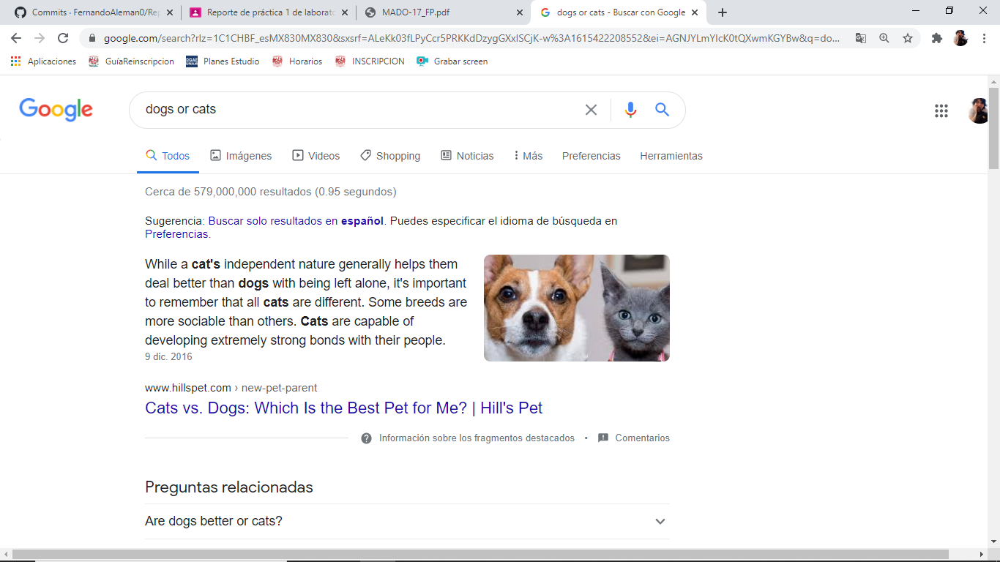 Commits · FernandoAleman0/Rep
Reporte de práctica 1 de laborato
MADO-17_FP.pdf
dogs or cats - Buscar con Google
google.com/search?rlz=1C1CHBF_esMX830MX830&sxsrf=ALeKk03fLPyCcr5PRKKdDzygGXxISCjK-w%3A1615422208552&ei=AGNJYLmYIcK0tQXwmKGYBw&q=do...
Aplicaciones
GuíaReinscripcion
Planes Estudio
Horarios
INSCRIPCION
Grabar screen
Google
dogs or cats
Todos
Imágenes
Videos
Shopping
Noticias
Más
Preferencias
Herramientas
Cerca de 579,000,000 resultados (0.95 segundos)
Sugerencia: Buscar solo resultados en español. Puedes especificar el idioma de búsqueda en
Preferencias.
While a cat's independent nature generally helps them
deal better than dogs with being left alone, it's important
to remember that all cats are different. Some breeds are
more sociable than others. Cats are capable of
developing extremely strong bonds with their people.
9 dic. 2016
www.hillspet.com › new-pet-parent
Cats vs. Dogs: Which Is the Best Pet for Me? | Hill's Pet
Información sobre los fragmentos destacados • Comentarios
Preguntas relacionadas
Are dogs better or cats?